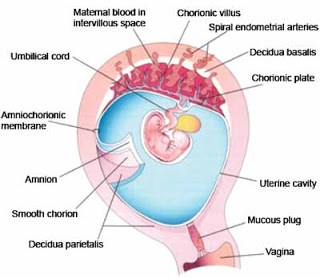 Maternal blood in
intervillous space
Chorionic villus
Spiral endometrial arteries
Umbilical cord
Decidua basalis
Chorionic plate
Amniochorionic
membrane
Amnion
Uterine cavity
Smooth chorion
Mucous plug
Decidua parietalis
Vagina